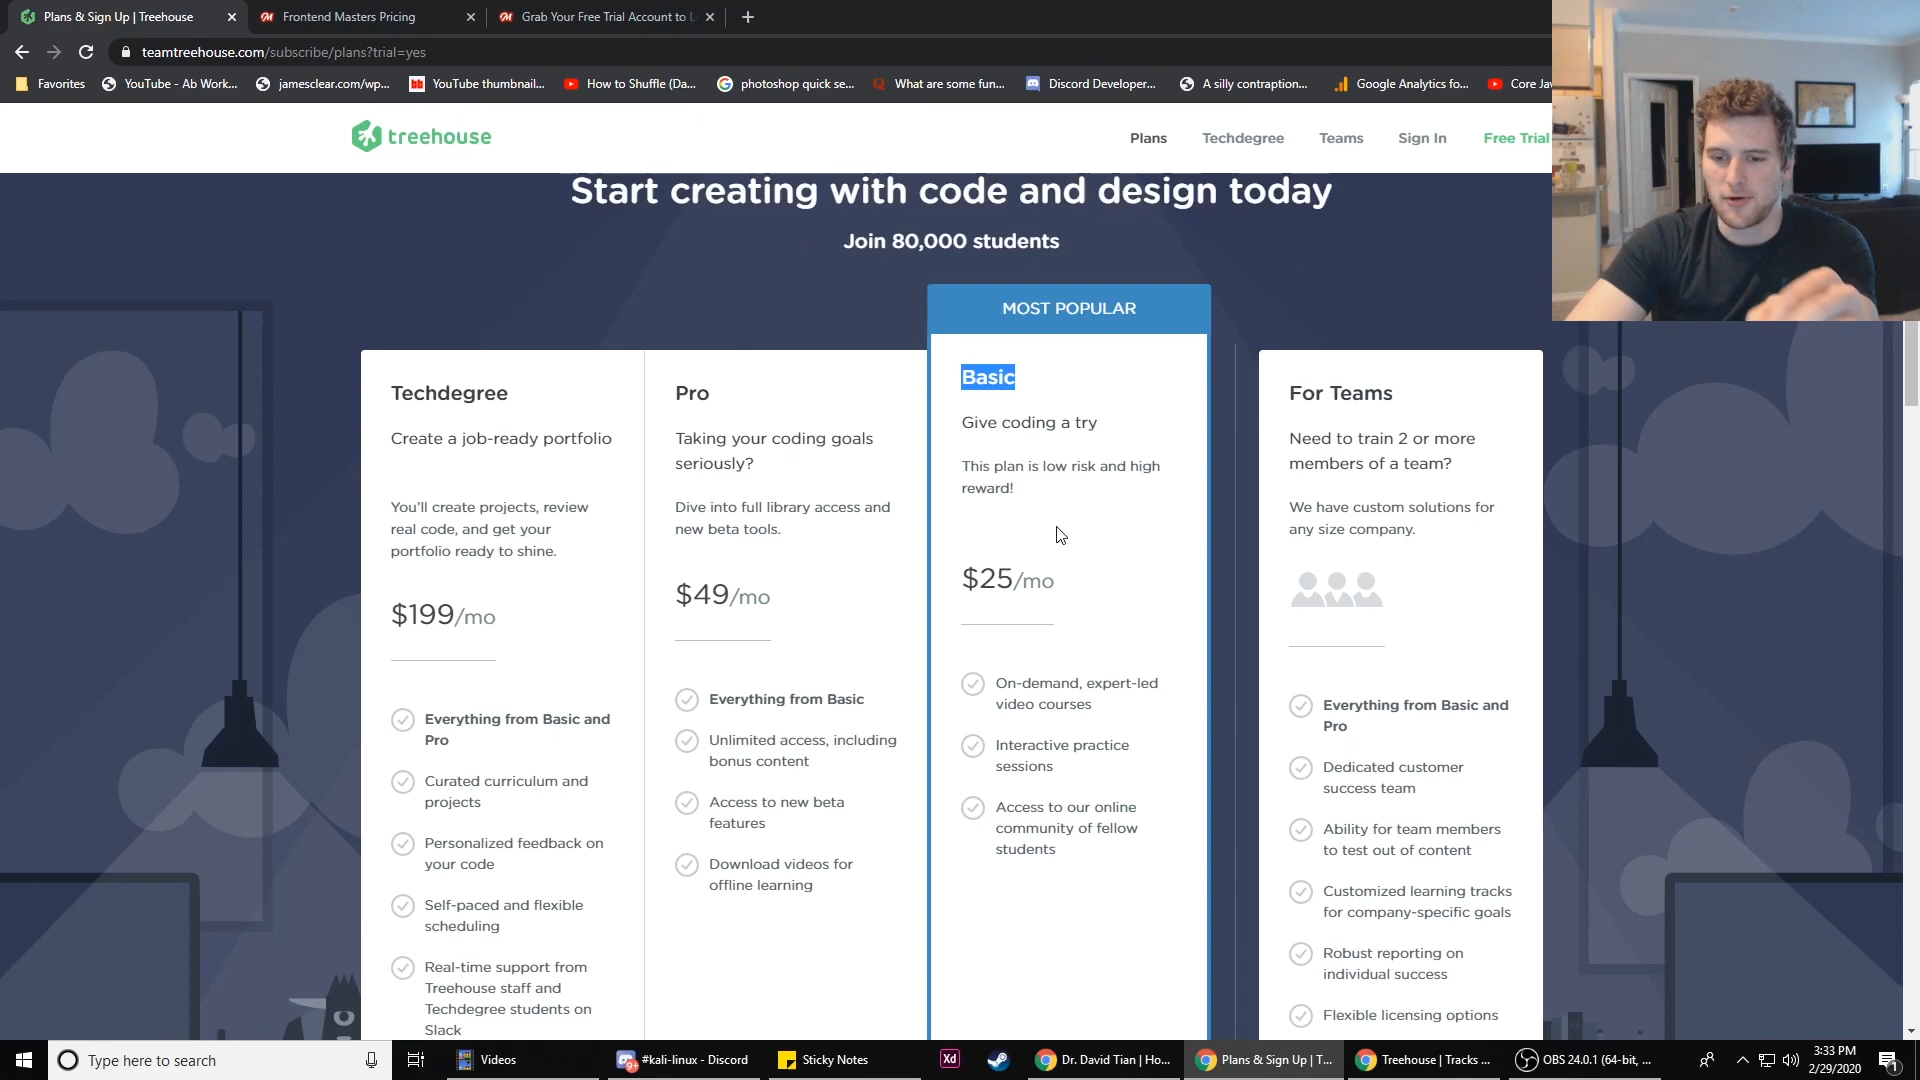 Plans & Sign Up | Treehouse
Frontend Masters Pricing
Grab Your Free Trial Account to L
teamtreehouse.com/subscribe/plans?trial=yes
Favorites
YouTube - Ab Work...
jamesclear.com/wp...
YouTube thumbnail...
How to Shuffle (Da...
photoshop quick se...
What are some fun...
Discord Developer...
A silly contraption...
Google Analytics fo...
Core Ja
treehouse
Plans
Techdegree
Teams
Sign In
Free Trial
Start creating with code and design today
Join 80,000 students
MOST POPULAR
Techdegree
Create a job-ready portfolio
You'll create projects, review
real code, and get your
portfolio ready to shine.
$199/mo
Everything from Basic and
Pro
Curated curriculum and
projects
Personalized feedback on
your code
Self-paced and flexible
scheduling
Real-time support from
Treehouse staff and
Techdegree students on
Slack
Pro
Taking your coding goals
seriously?
Dive into full library access and
new beta tools.
$49/mo
Everything from Basic
Unlimited access, including
bonus content
Access to new beta
features
Download videos for
offline learning
Basic
Give coding a try
This plan is low risk and high
reward!
$25/mo
On-demand, expert-led
video courses
Interactive practice
sessions
Access to our online
community of fellow
students
For Teams
Need to train 2 or more
members of a team?
We have custom solutions for
any size company.
Everything from Basic and
Pro
Dedicated customer
success team
Ability for team members
to test out of content
Customized learning tracks
for company-specific goals
Robust reporting on
individual success
Flexible licensing options
Type here to search
Videos
9+
#kali-linux - Discord
Sticky Notes
Xd
Dr. David Tian | Ho...
Plans & Sign Up | T...
Treehouse | Tracks ...
OBS 24.0.1 (64-bit, ...
3:33 PM
2/29/2020
1